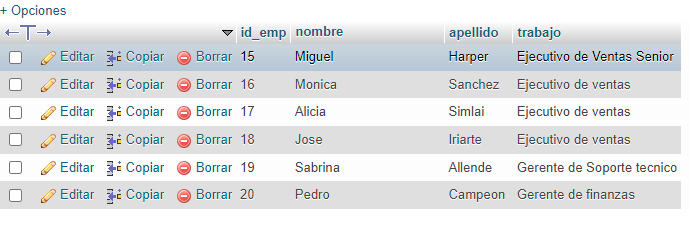 + Opciones
id_emp nombre apellido trabajo
Editar Copiar Borrar 15 Miguel Harper Ejecutivo de Ventas Senior
Editar Copiar Borrar 16 Monica Sanchez Ejecutivo de ventas
Editar Copiar Borrar 17 Alicia Simlai Ejecutivo de ventas
Editar Copiar Borrar 18 Jose Iriarte Ejecutivo de ventas
Editar Copiar Borrar 19 Sabrina Allende Gerente de Soporte tecnico
Editar Copiar Borrar 20 Pedro Campeon Gerente de finanzas